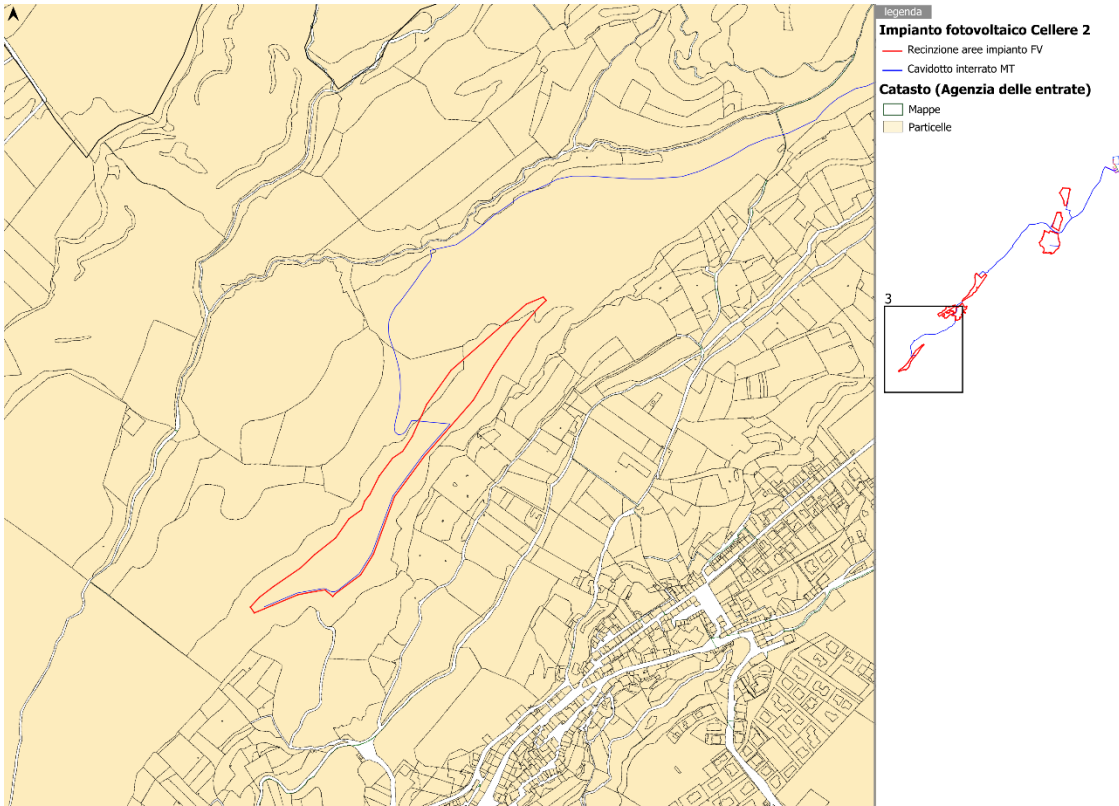 legenda
Impianto fotovoltaico Cellere 2
Recinzione aree impianto FV
Cavidotto interrato MT
Catasto (Agenzia delle entrate)
Mappe
Particelle
3